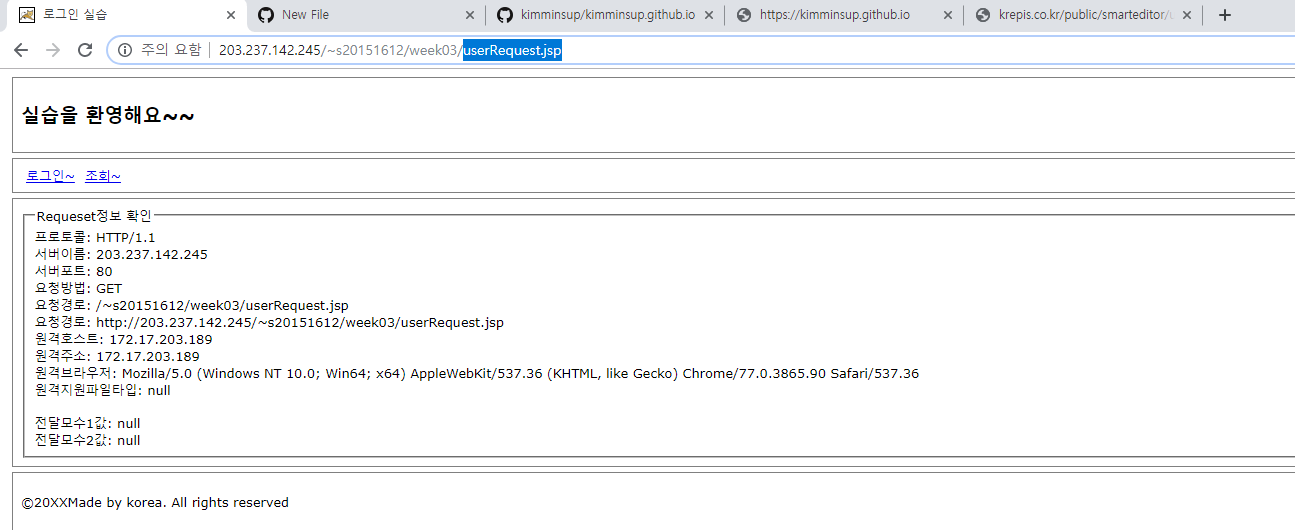 로그인 실습
New File
kimminsup/kimminsup.github.io
https://kimminsup.github.io
krepis.co.kr/public/smarteditor/
주의 요함 203.237.142.245/~s20151612/week03/userRequest.jsp
실습을 환영해요~~
로그인~ 조회~
Requeset정보 확인
프로토콜: HTTP/1.1
서버이름: 203.237.142.245
서버포트: 80
요청방법: GET
요청경로: /~s20151612/week03/userRequest.jsp
요청경로: http://203.237.142.245/~s20151612/week03/userRequest.jsp
원격호스트: 172.17.203.189
원격주소: 172.17.203.189
원격브라우저: Mozilla/5.0 (Windows NT 10.0; Win64; x64) AppleWebKit/537.36 (KHTML, like Gecko) Chrome/77.0.3865.90 Safari/537.36
원격지원파일타입: null
전달모수1값: null
전달모수2값: null
©20XXMade by korea. All rights reserved